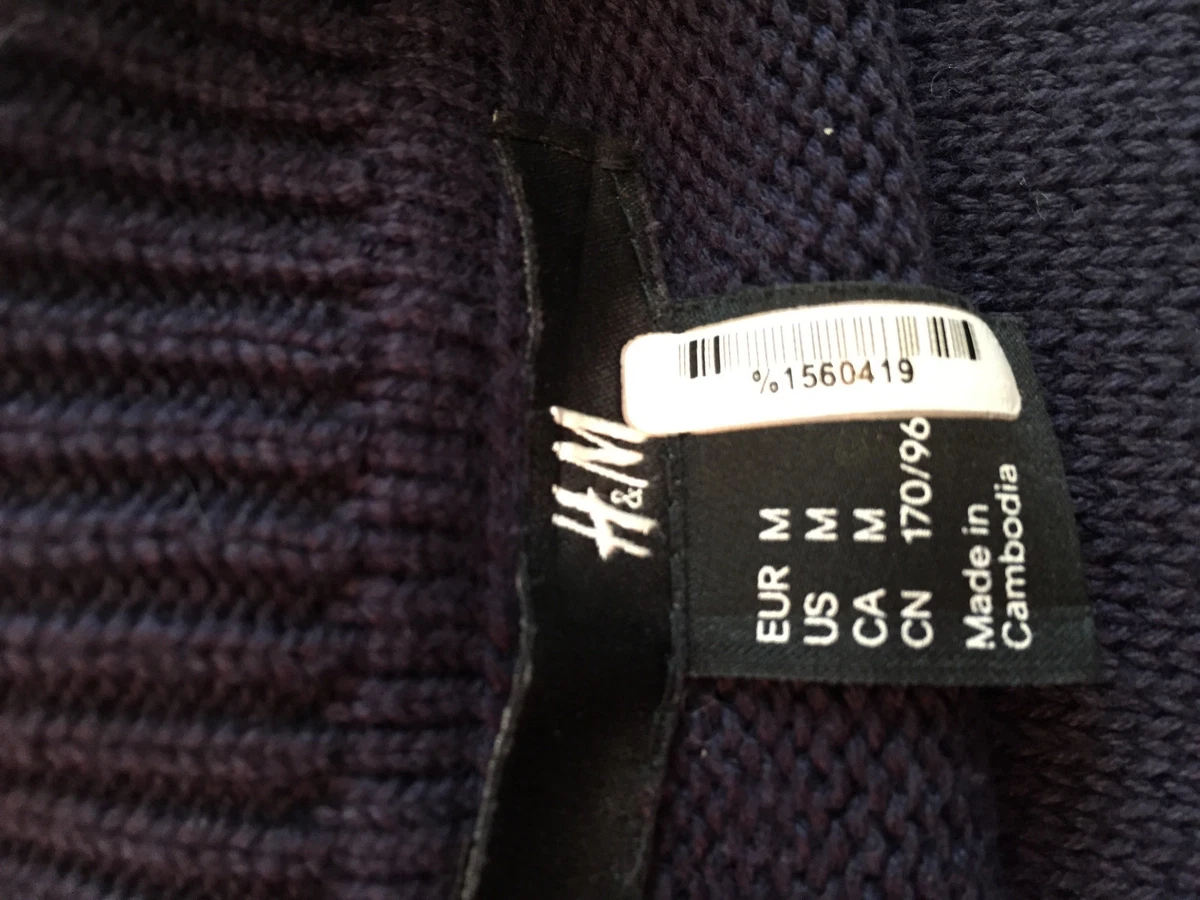 H&M
%1560419
EUR M
US M
CA M
CN 170/96
Made in
Cambodia